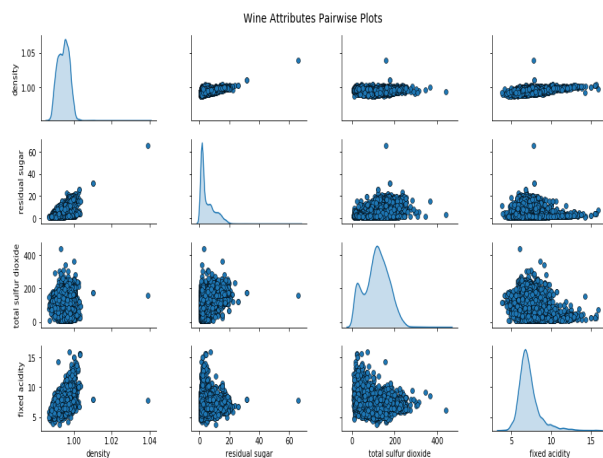 Wine Attributes Pairwise Plots
density
1.05
1.00
residual sugar
60
40
20
0
total sulfur dioxide
400
200
0
fixed acidity
15
10
5
1.00 1.02 1.04
density
0 20 40 60
residual sugar
0 200 400
total sulfur dioxide
5 10 15
fixed acidity